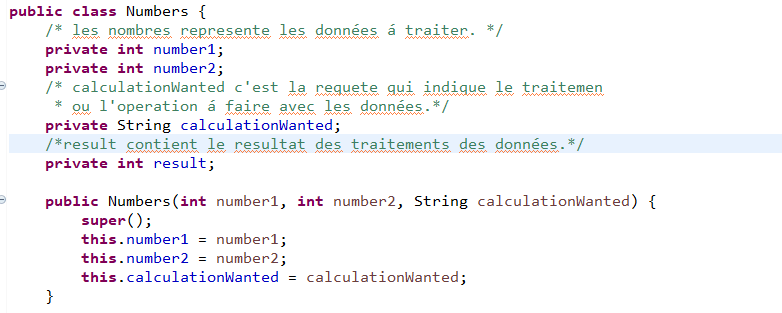 public class Numbers {
/* les nombres represente les données á traiter. */
private int number1;
private int number2;
/* calculationWanted c'est la requete qui indique le traitemen
* ou l'operation á faire avec les données.*/
private String calculationWanted;
/*result contient le resultat des traitements des données.*/
private int result;
public Numbers(int number1, int number2, String calculationWanted) {
super();
this.number1 = number1;
this.number2 = number2;
this.calculationWanted = calculationWanted;
}